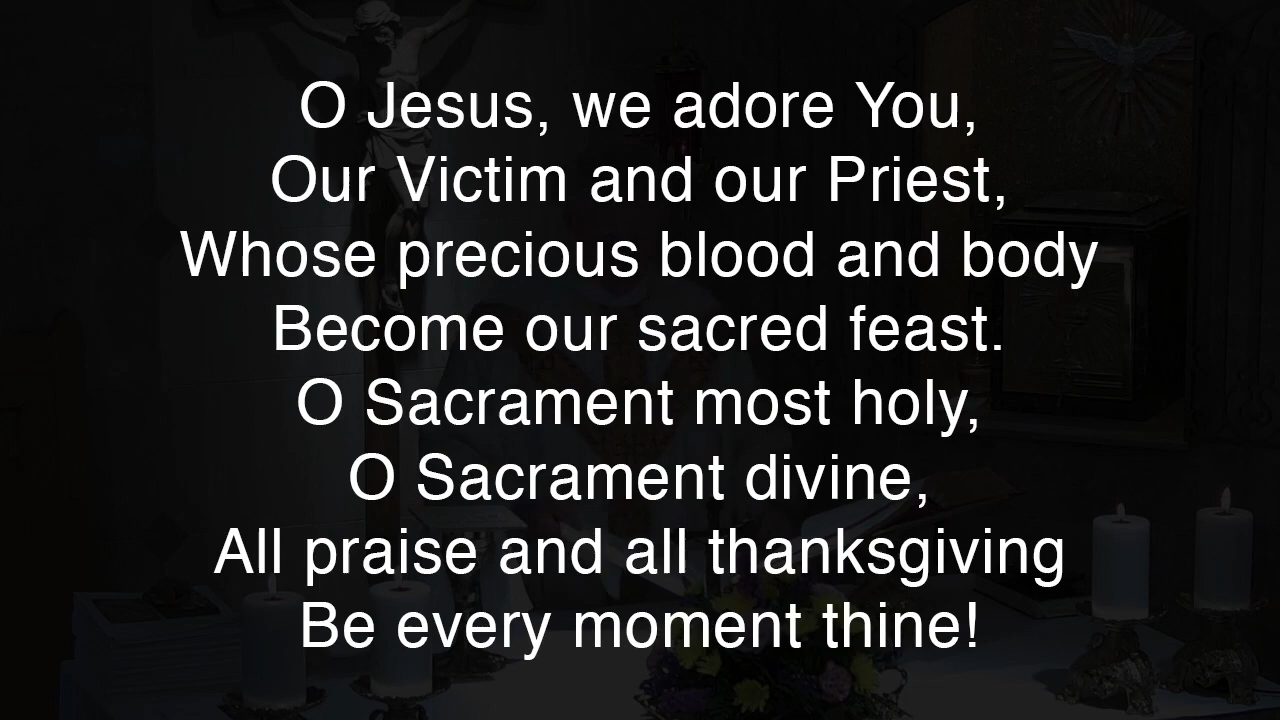 O Jesus, we adore You,
Our Victim and our Priest,
Whose precious blood and body
Become our sacred feast.
O Sacrament most holy,
O Sacrament divine,
All praise and all thanksgiving
Be every moment thine!